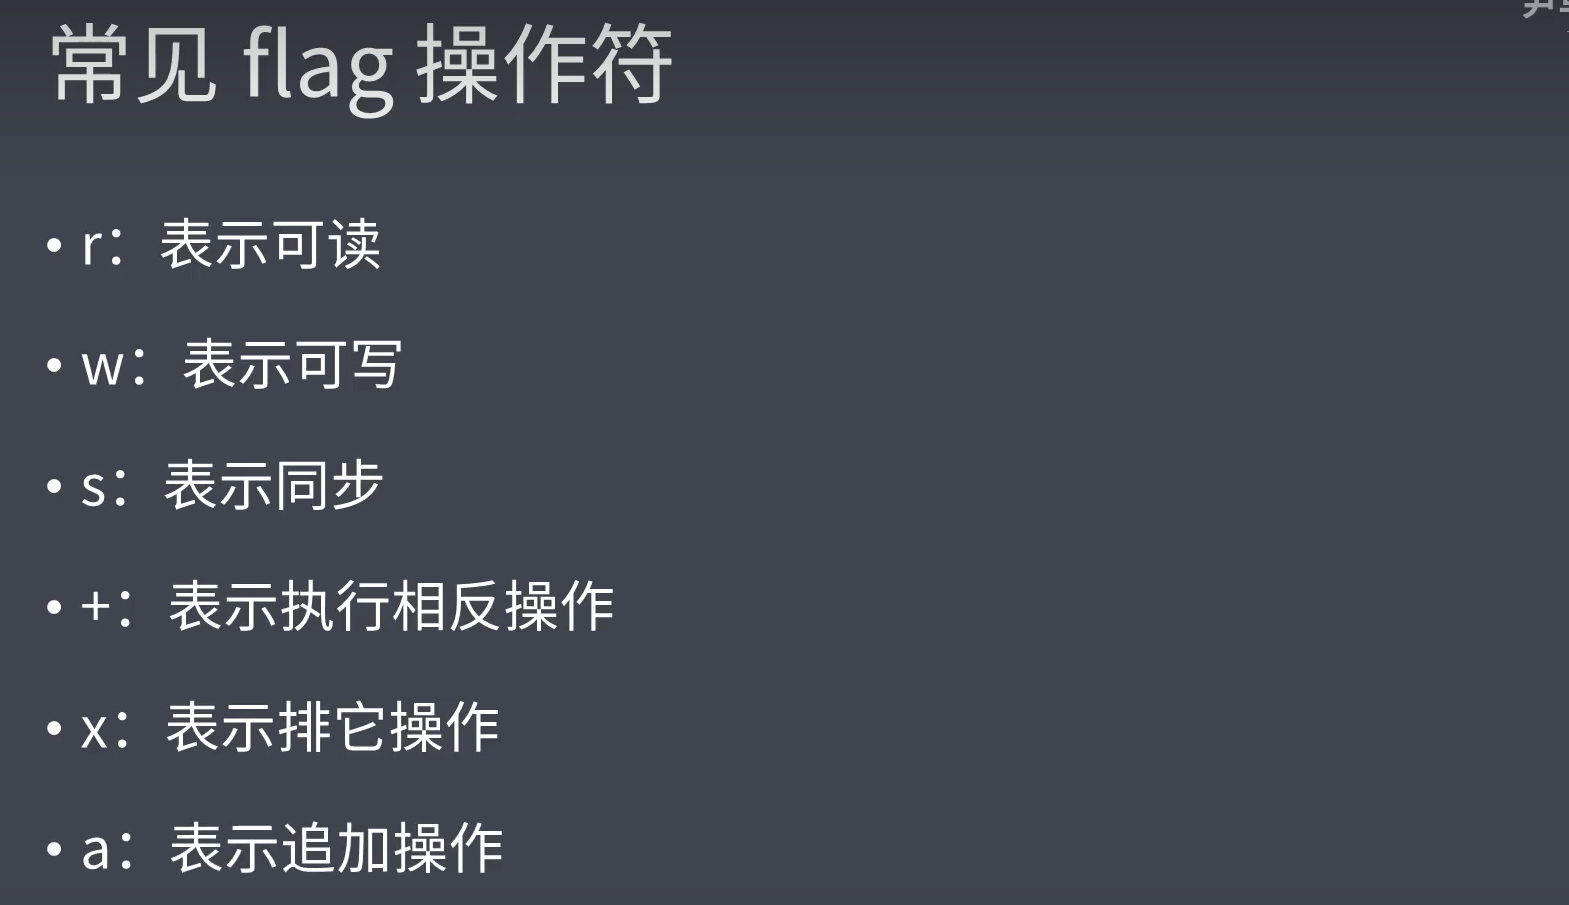 常见 flag 操作符
• r：表示可读
• w：表示可写
• s：表示同步
• +：表示执行相反操作
• x：表示排它操作
• a：表示追加操作